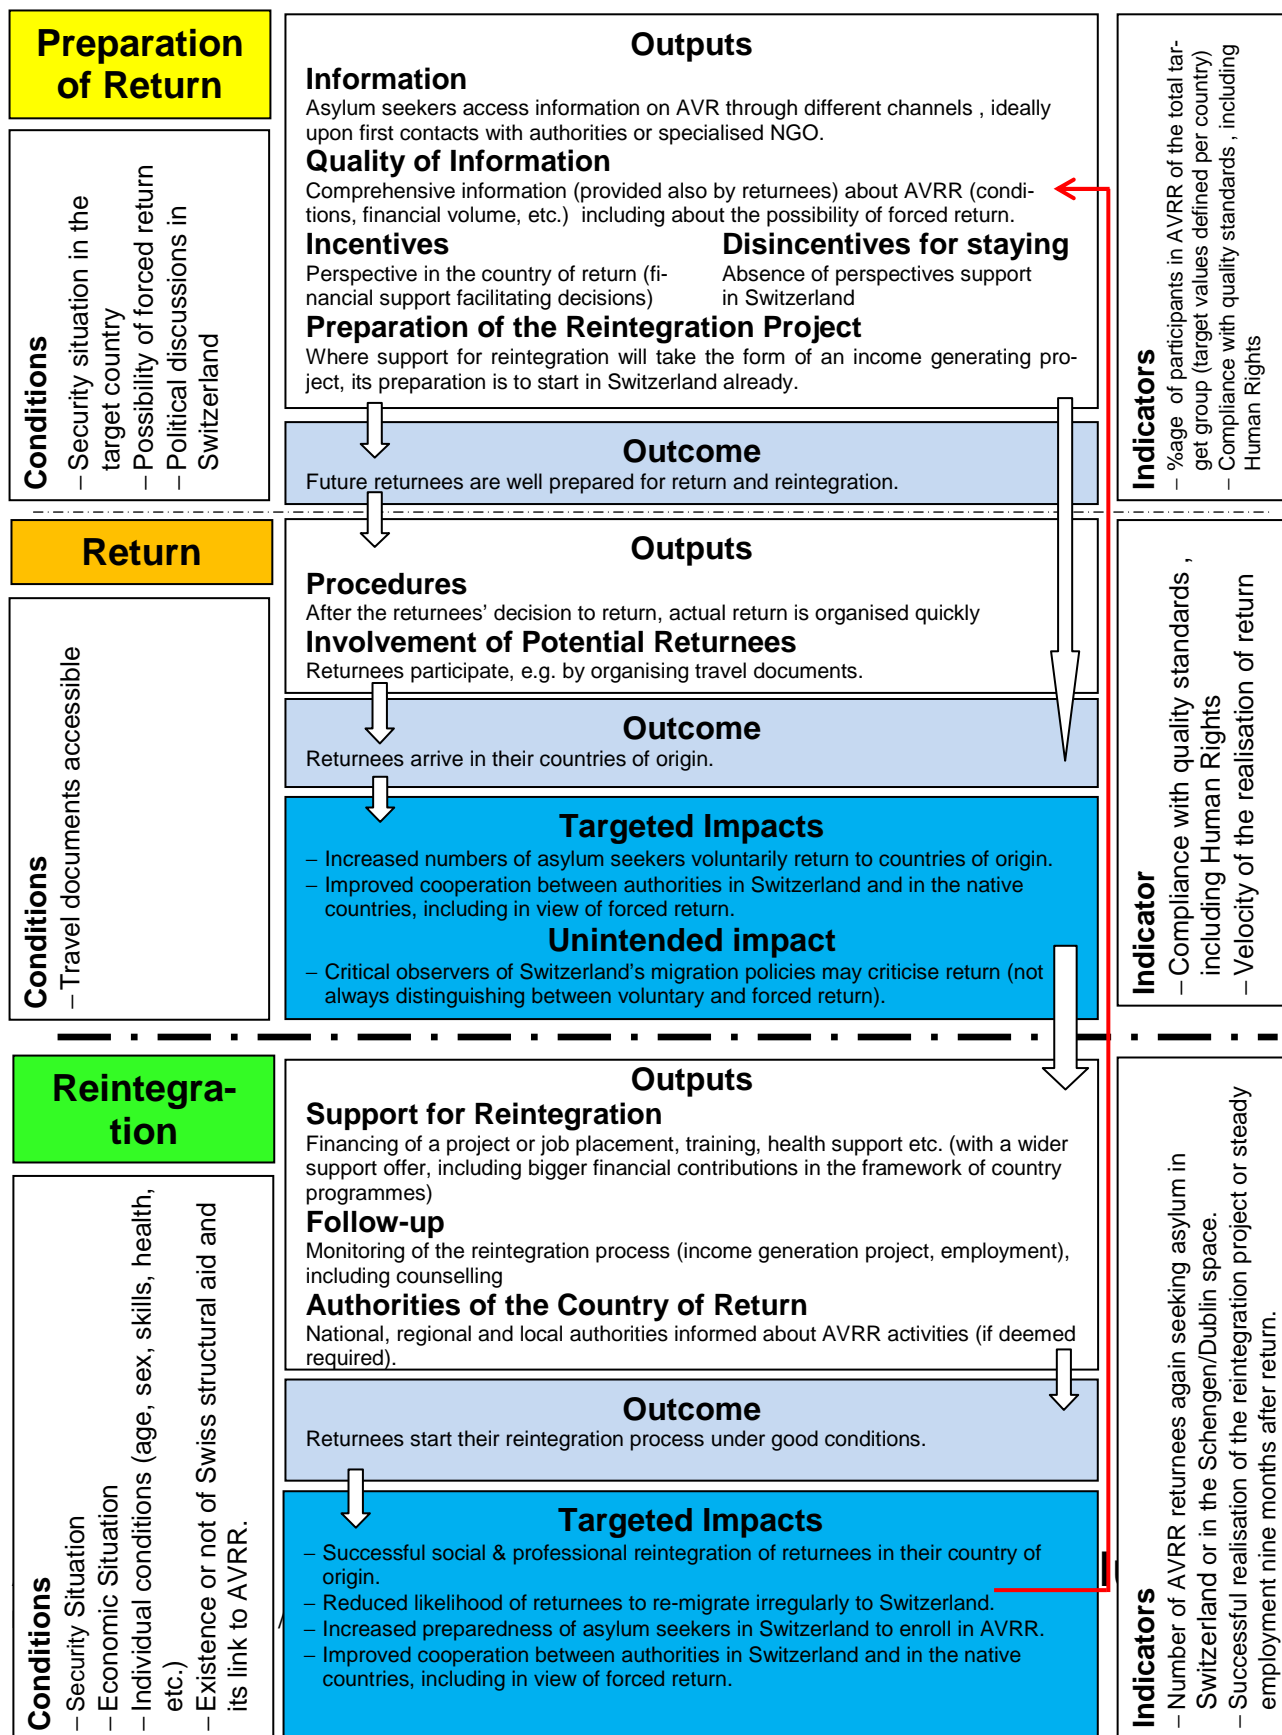 Preparation
of Return
Conditions
– Security situation in the
target country
– Possibility of forced return
– Political discussions in
Switzerland
Outputs
Information
Asylum seekers access information on AVR through different channels , ideally
upon first contacts with authorities or specialised NGO.
Quality of Information
Comprehensive information (provided also by returnees) about AVRR (condi-
tions, financial volume, etc.) including about the possibility of forced return.
Incentives
Perspective in the country of return (fi-
nancial support facilitating decisions)
Disincentives for staying
Absence of perspectives support
in Switzerland
Preparation of the Reintegration Project
Where support for reintegration will take the form of an income generating pro-
ject, its preparation is to start in Switzerland already.
Outcome
Future returnees are well prepared for return and reintegration.
Indicators
– %age of participants in AVRR of the total tar-
get group (target values defined per country)
– Compliance with quality standards , including
Human Rights
Return
Conditions
– Travel documents accessible
Outputs
Procedures
After the returnees’ decision to return, actual return is organised quickly
Involvement of Potential Returnees
Returnees participate, e.g. by organising travel documents.
Outcome
Returnees arrive in their countries of origin.
Targeted Impacts
– Increased numbers of asylum seekers voluntarily return to countries of origin.
– Improved cooperation between authorities in Switzerland and in the native
countries, including in view of forced return.
Unintended impact
– Critical observers of Switzerland’s migration policies may criticise return (not
always distinguishing between voluntary and forced return).
Indicator
– Compliance with quality standards ,
including Human Rights
– Velocity of the realisation of return
Reintegra-
tion
Conditions
– Security Situation
– Economic Situation
– Individual conditions (age, sex, skills, health,
etc.)
– Existence or not of Swiss structural aid and
its link to AVRR.
Outputs
Support for Reintegration
Financing of a project or job placement, training, health support etc. (with a wider
support offer, including bigger financial contributions in the framework of country
programmes)
Follow-up
Monitoring of the reintegration process (income generation project, employment),
including counselling
Authorities of the Country of Return
National, regional and local authorities informed about AVRR activities (if deemed
required).
Outcome
Returnees start their reintegration process under good conditions.
Targeted Impacts
– Successful social & professional reintegration of returnees in their country of
origin.
– Reduced likelihood of returnees to re-migrate irregularly to Switzerland.
– Increased preparedness of asylum seekers in Switzerland to enroll in AVRR.
– Improved cooperation between authorities in Switzerland and in the native
countries, including in view of forced return.
Indicators
– Number of AVRR returnees again seeking asylum in
Switzerland or in the Schengen/Dublin space.
– Successful realisation of the reintegration project or steady
employment nine months after return.